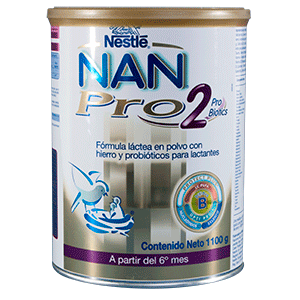 Nestlé
NAN
Pro 2
Pro
Biotics
Fórmula láctea en polvo con
hierro y probióticos para lactantes
B
Contenido Neto 1100 g
A partir del 6º mes